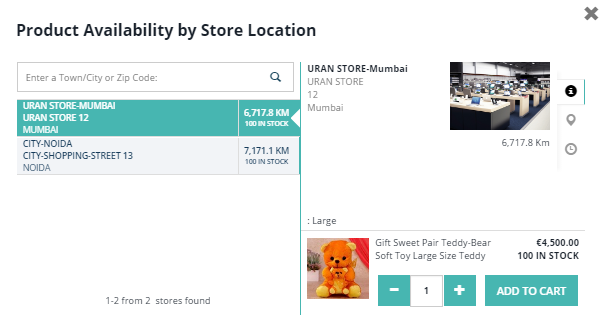 Product Availability by Store Location
Enter a Town/City or Zip Code:
URAN STORE-MUMBAI
URAN STORE 12
MUMBAI
6,717.8 KM
100 IN STOCK
CITY-NOIDA
CITY-SHOPPING-STREET 13
NOIDA
7,171.1 KM
100 IN STOCK
1-2 from 2 stores found
URAN STORE-Mumbai
URAN STORE
12
Mumbai
6,717.8 Km
: Large
Gift Sweet Pair Teddy-Bear
Soft Toy Large Size Teddy
€4,500.00
100 IN STOCK
1
ADD TO CART